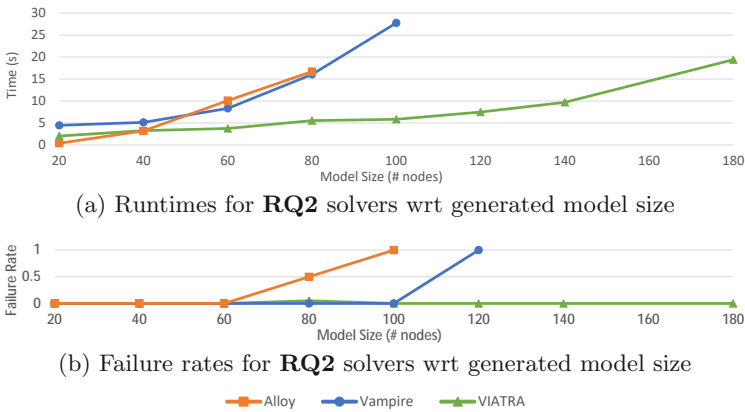 30
25
20
15
10
5
0
Time (s)
20 40 60 80 100 120 140 160 180
Model Size (# nodes)
(a) Runtimes for RQ2 solvers wrt generated model size
1
0.5
0
Failure Rate
20 40 60 80 100 120 140 160 180
Model Size (# nodes)
(b) Failure rates for RQ2 solvers wrt generated model size
Alloy Vampire VIATRA